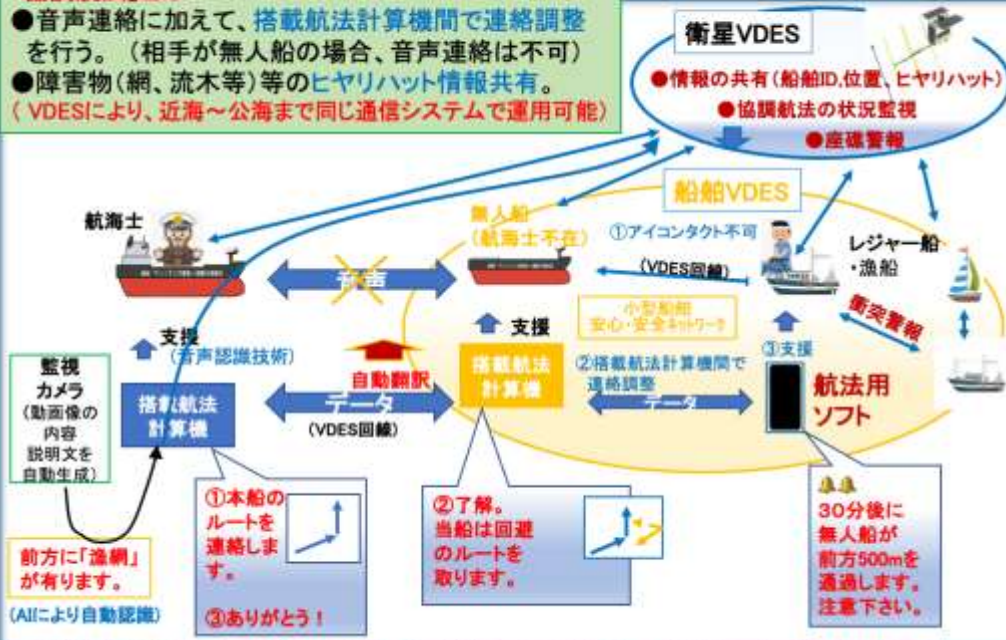 ●音声連絡に加えて、搭載航法計算機間で連絡調整
を行う。（相手が無人船の場合、音声連絡は不可）
●障害物（網、流木等）等のヒヤリハット情報共有。
（VDESにより、近海～公海まで同じ通信システムで運用可能）
衛星VDES
●情報の共有（船舶ID,位置、ヒヤリハット）
●協調航法の状況監視
●座礁警報
船舶VDES
航海士
無人船
（航海士不在）
①アイコンタクト不可
（VDES回線）
レジャー船
・漁船
音声
小型船舶
安心・安全ネットワーク
衝突警報
支援
（音声認識技術）
支援
③支援
監視
カメラ
（動画像の
内容
説明文を
自動生成）
搭載航法
計算機
自動翻訳
データ
（VDES回線）
搭載航法
計算機
②搭載航法計算機間で
連絡調整
データ
航法用
ソフト
①本船の
ルートを
連絡しま
す。
③ありがとう！
②了解。
当船は回避
のルートを
取ります。
30分後に
無人船が
前方500mを
通過します。
注意下さい。
前方に「漁網」
が有ります。
（AIにより自動認識）